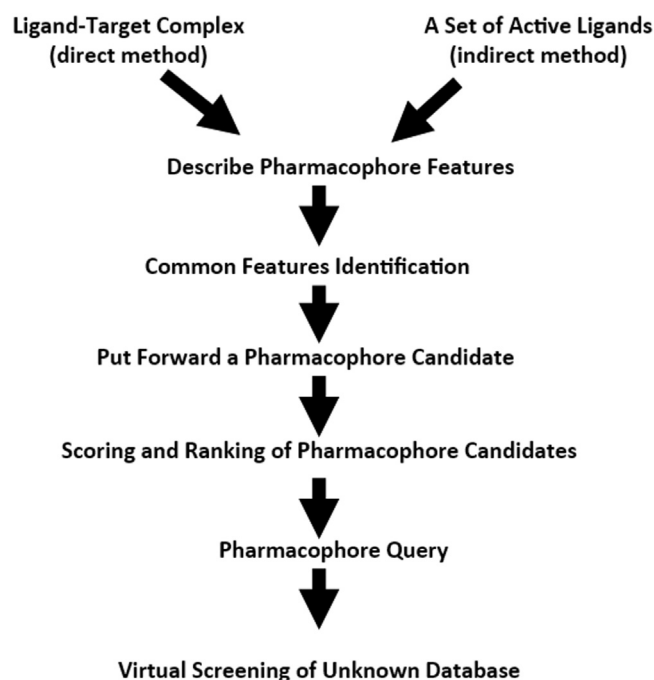 Ligand-Target Complex
(direct method)
A Set of Active Ligands
(indirect method)
Describe Pharmacophore Features
Common Features Identification
Put Forward a Pharmacophore Candidate
Scoring and Ranking of Pharmacophore Candidates
Pharmacophore Query
Virtual Screening of Unknown Database